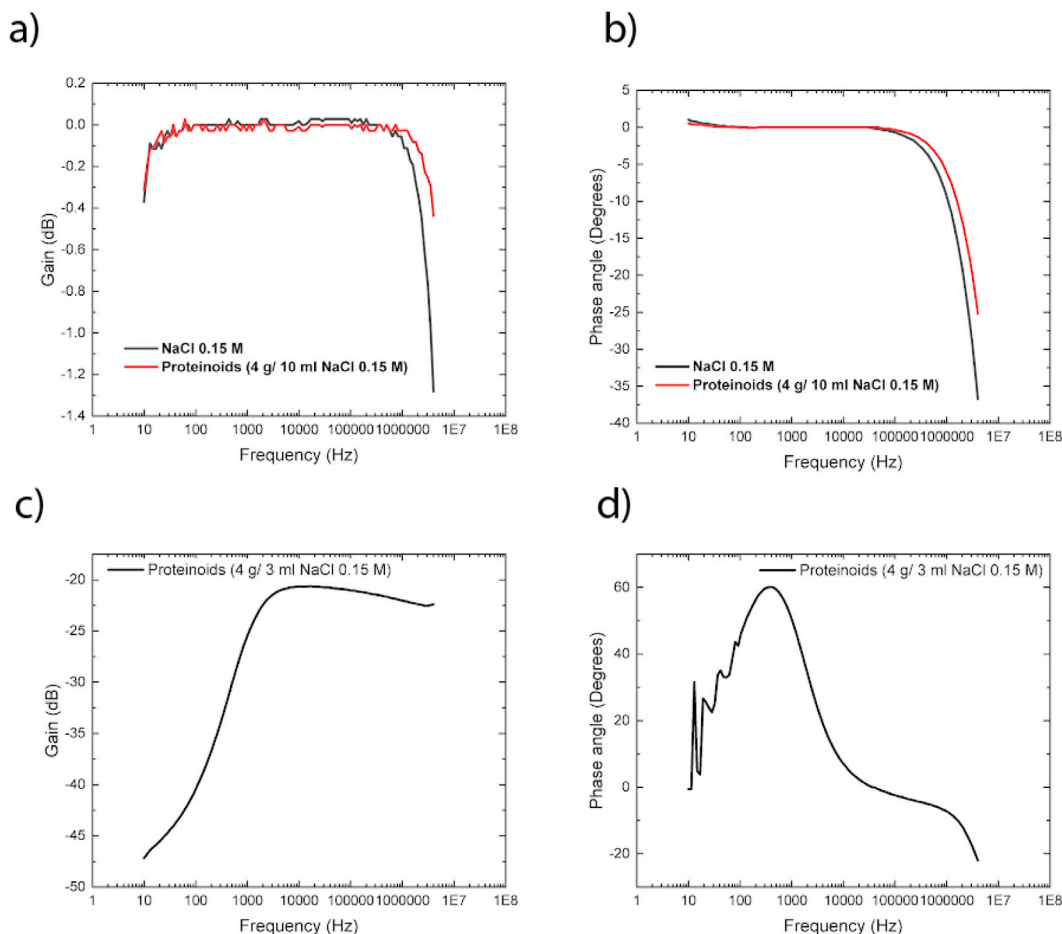 a)
b)
0.2
0.0
-0.2
-0.4
-0.6
-0.8
-1.0
-1.2
-1.4
Gain (dB)
NaCl 0.15 M
Proteinoids (4 g/ 10 ml NaCl 0.15 M)
1 10 100 1000 10000 100000 1000000 1E7 1E8
Frequency (Hz)
5
0
-5
-10
-15
-20
-25
-30
-35
-40
Phase angle (Degrees)
NaCl 0.15 M
Proteinoids (4 g/ 10 ml NaCl 0.15 M)
1 10 100 1000 10000 100000 1000000 1E7 1E8
Frequency (Hz)
c)
d)
Proteinoids (4 g/ 3 ml NaCl 0.15 M)
-20
-25
-30
-35
-40
-45
-50
Gain (dB)
1 10 100 1000 10000 100000 1000000 1E7 1E8
Frequency (Hz)
Proteinoids (4 g/ 3 ml NaCl 0.15 M)
60
40
20
0
-20
Phase angle (Degrees)
1 10 100 1000 10000 100000 1000000 1E7 1E8
Frequency (Hz)